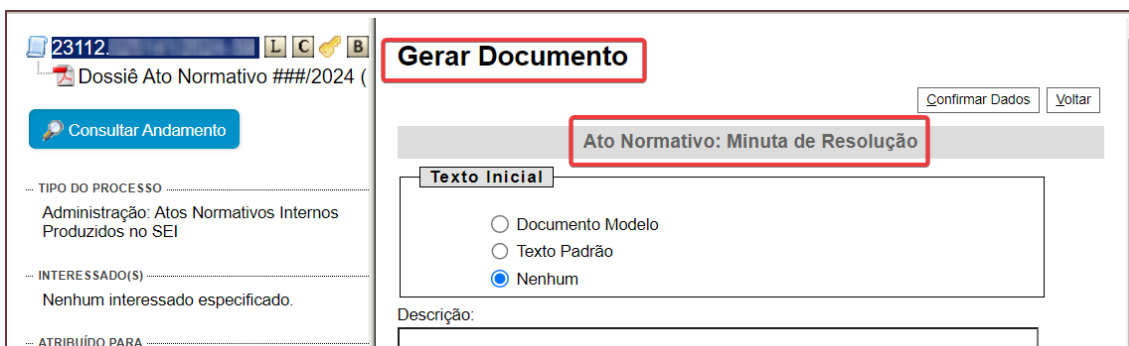 23112. L C B
Dossiê Ato Normativo ###/2024 (
Consultar Andamento
TIPO DO PROCESSO
Administração: Atos Normativos Internos
Produzidos no SEI
INTERESSADO(S)
Nenhum interessado especificado.
ATRIBUÍDO PARA
Gerar Documento
Confirmar Dados Voltar
Ato Normativo: Minuta de Resolução
Texto Inicial
Documento Modelo
Texto Padrão
Nenhum
Descrição: